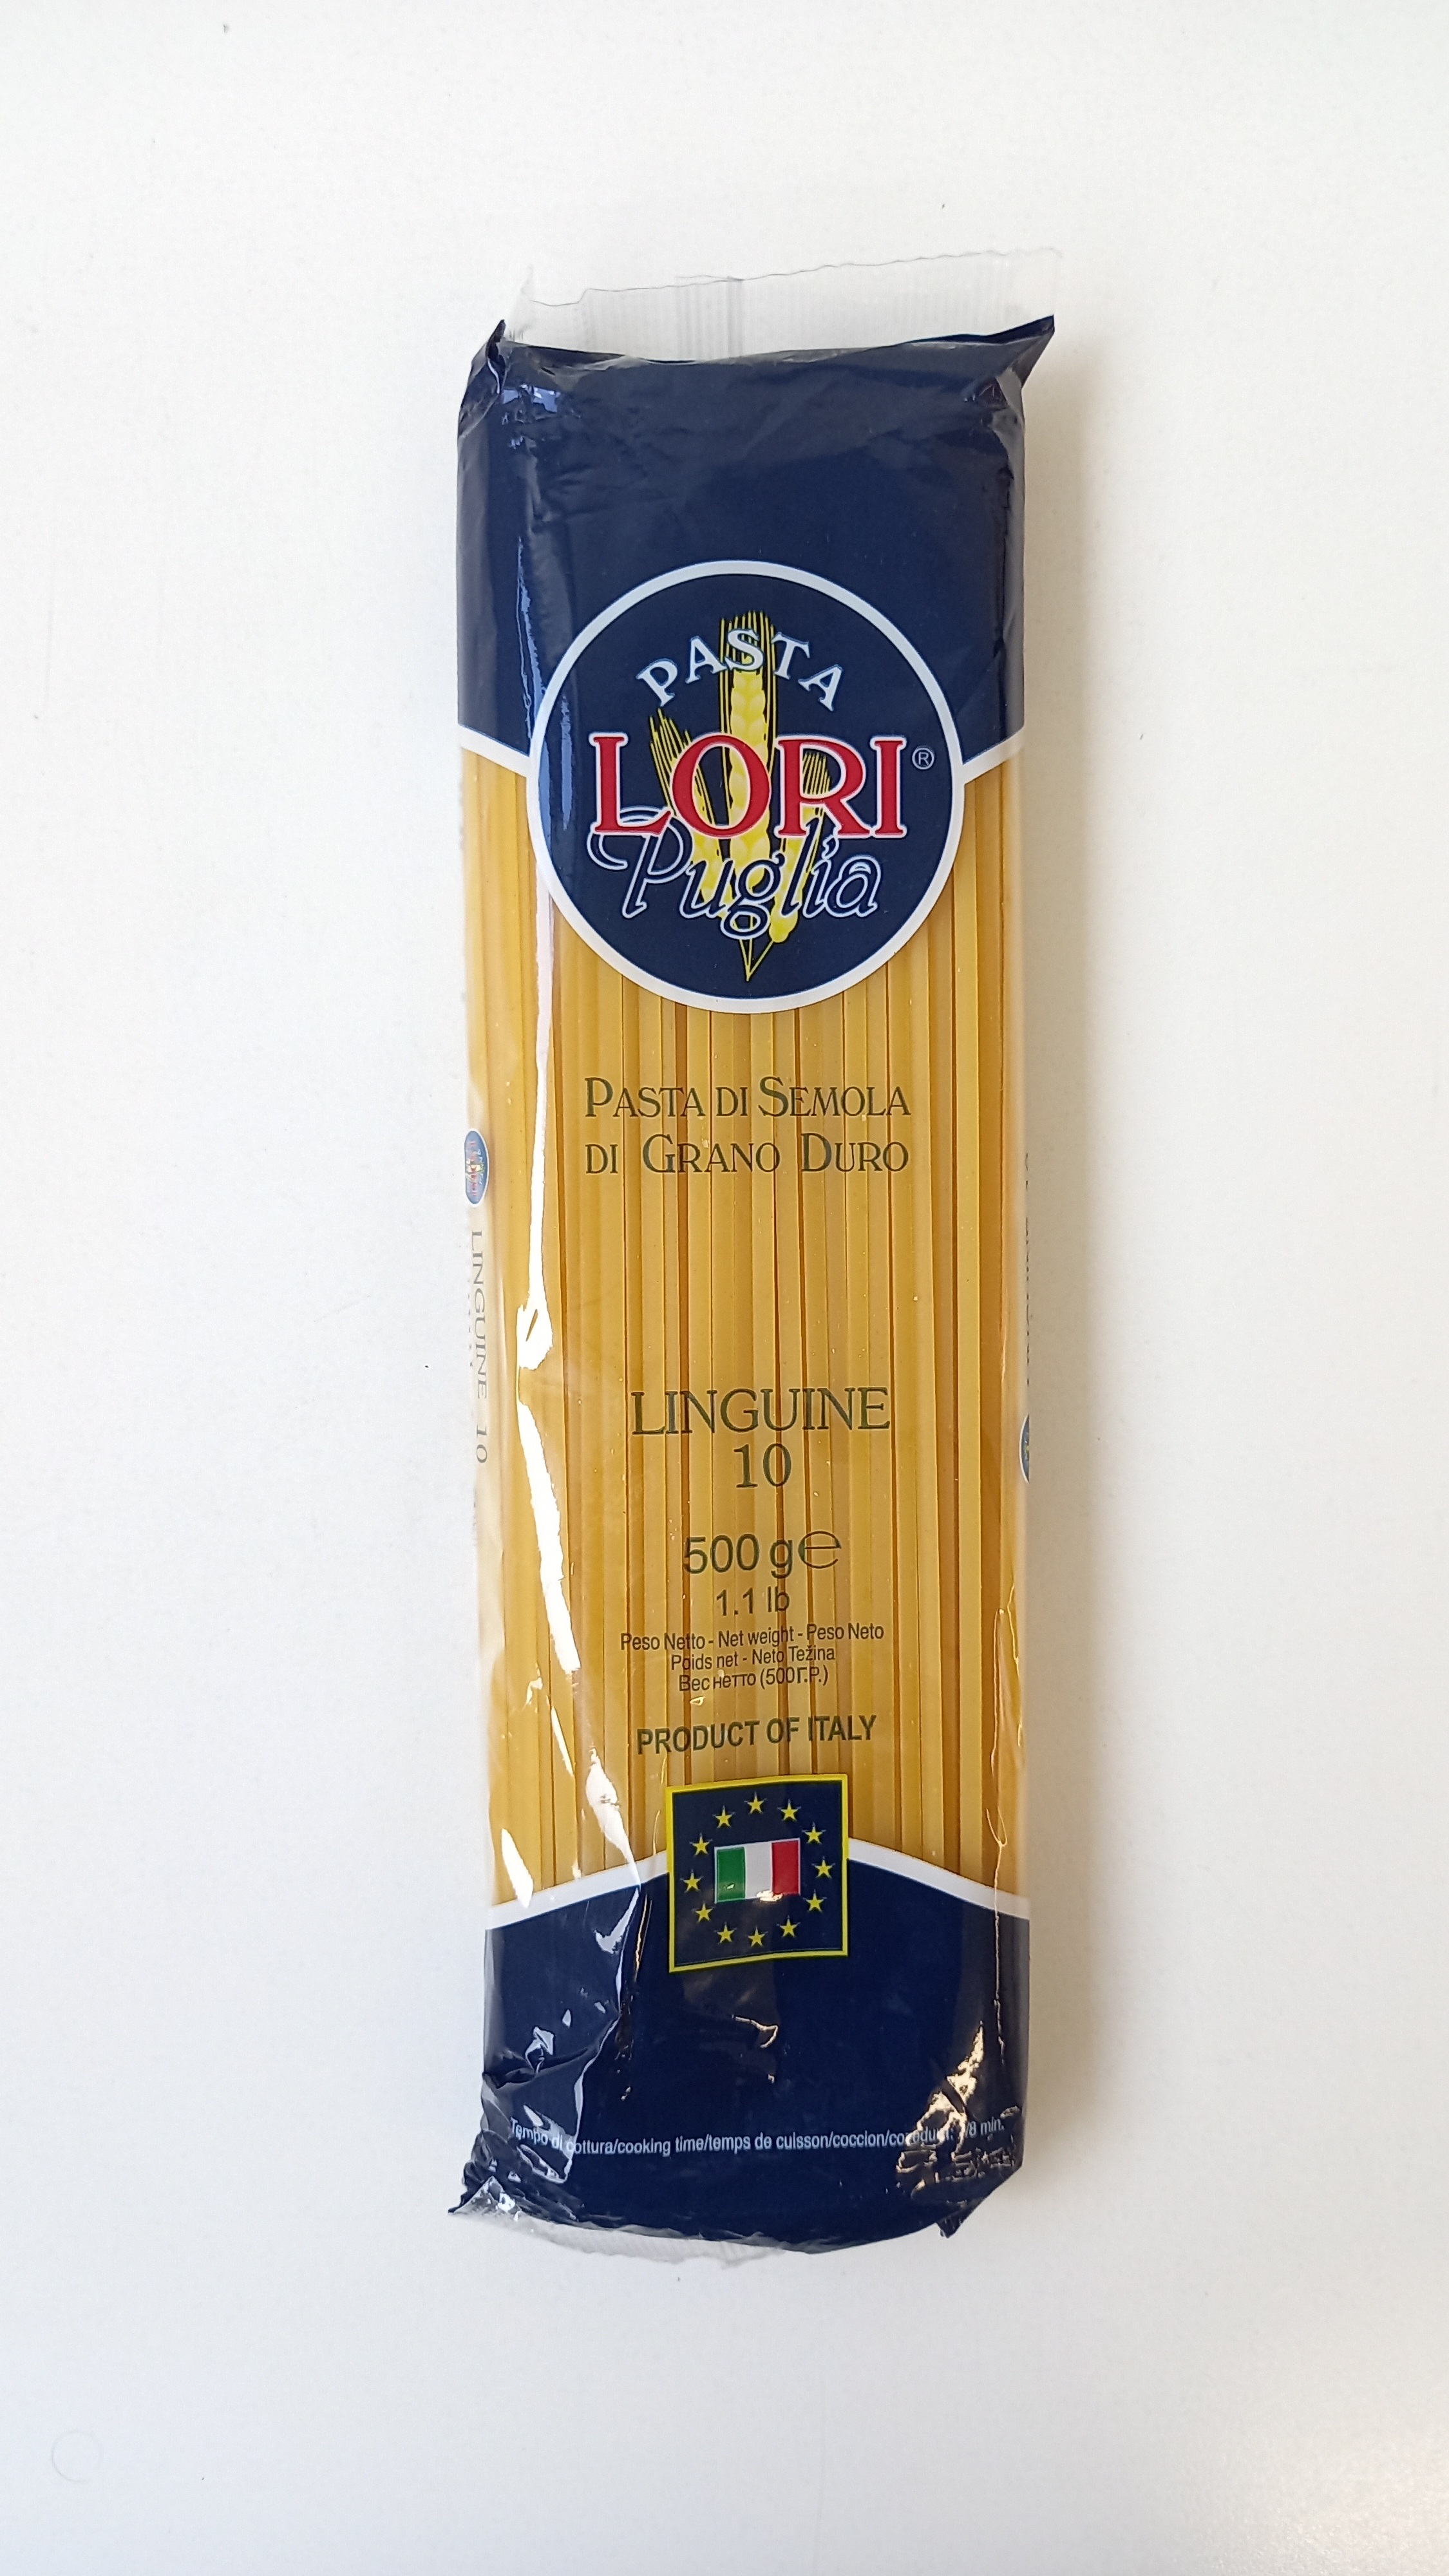 PASTA
LORI®
Puglia
PASTA DI SEMOLA
DI GRANO DURO
LINGUINE
10
500 g℮
1.1 lb
Peso Netto - Net weight - Peso Neto
Poids net - Neto Težina
Вес нетто (500Г.Р.)
PRODUCT OF ITALY
Tempo di cottura/cooking time/temps de cuisson/coccion/ 8 min.
LINGUINE 10